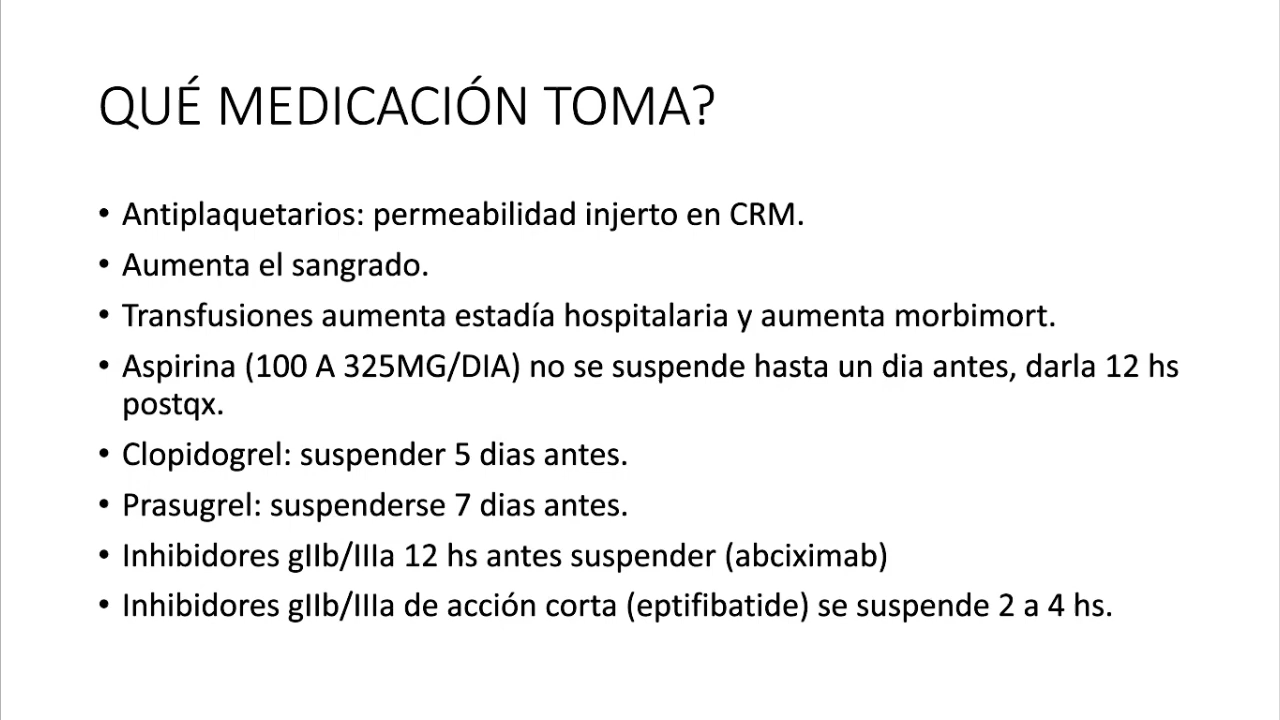 QUÉ MEDICACIÓN TOMA?
• Antiplaquetarios: permeabilidad injerto en CRM.
• Aumenta el sangrado.
• Transfusiones aumenta estadía hospitalaria y aumenta morbimort.
• Aspirina (100 A 325MG/DIA) no se suspende hasta un dia antes, darla 12 hs
postqx.
• Clopidogrel: suspender 5 dias antes.
• Prasugrel: suspenderse 7 dias antes.
• Inhibidores gIIb/IIIa 12 hs antes suspender (abciximab)
• Inhibidores gIIb/IIIa de acción corta (eptifibatide) se suspende 2 a 4 hs.